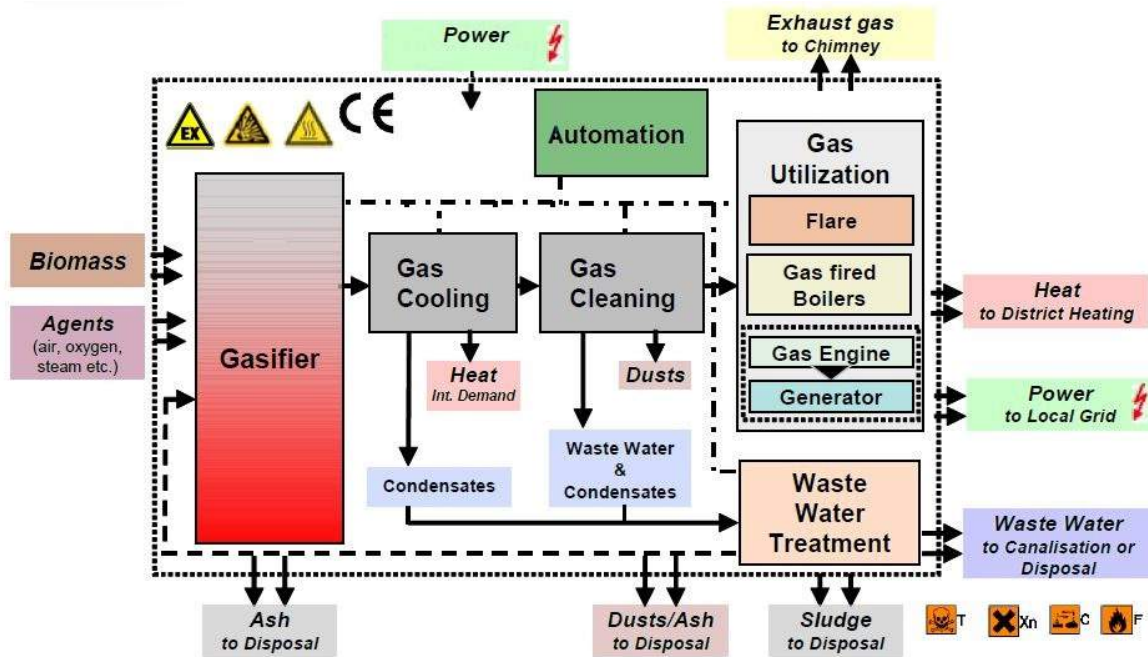 Power
Exhaust gas
to Chimney
EX
CE
Automation
Gas
Utilization
Flare
Gas fired
Boilers
Gas Engine
Generator
Biomass
Agents
(air, oxygen,
steam etc.)
Gasifier
Gas
Cooling
Gas
Cleaning
Heat
Int. Demand
Dusts
Heat
to District Heating
Power
to Local Grid
Condensates
Waste Water
&
Condensates
Waste
Water
Treatment
Waste Water
to Canalisation or
Disposal
Ash
to Disposal
Dusts/Ash
to Disposal
Sludge
to Disposal
T
Xn
C
F